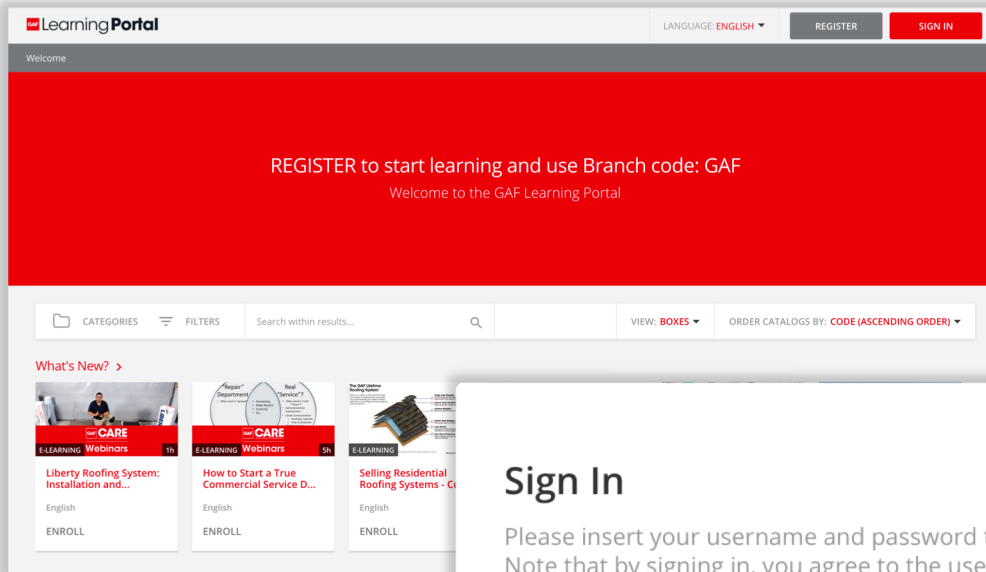 GAF Learning Portal
LANGUAGE: ENGLISH
REGISTER
SIGN IN
Welcome
REGISTER to start learning and use Branch code: GAF
Welcome to the GAF Learning Portal
CATEGORIES
FILTERS
Search within results...
VIEW: BOXES
ORDER CATALOGS BY: CODE (ASCENDING ORDER)
What's New? >
GAF CARE
E-LEARNING Webinars 1h
Liberty Roofing System:
Installation and...
English
ENROLL
"Repair" Real
Department "Service"?
GAF CARE
E-LEARNING Webinars 5h
How to Start a True
Commercial Service D...
English
ENROLL
The GAF Lifetime
Roofing System
E-LEARNING
Selling Residential
Roofing Systems - Co
English
ENROLL
Sign In
Please insert your username and password
Note that by signing in, you agree to the use